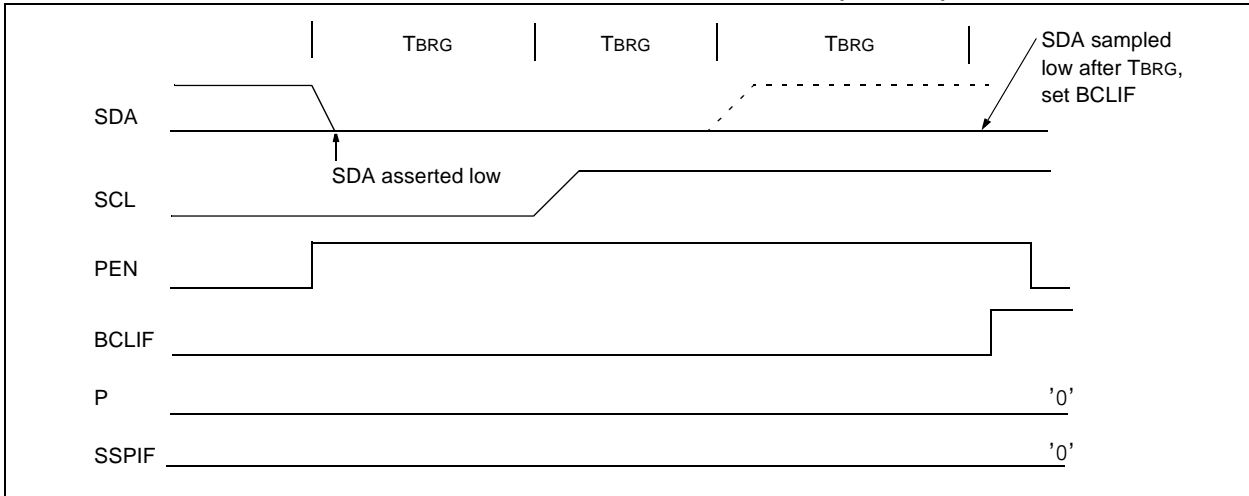 TBRG TBRG TBRG
SDA sampled
low after TBRG,
set BCLIF
SDA
SDA asserted low
SCL
PEN
BCLIF
P
'0'
SSPIF
'0'